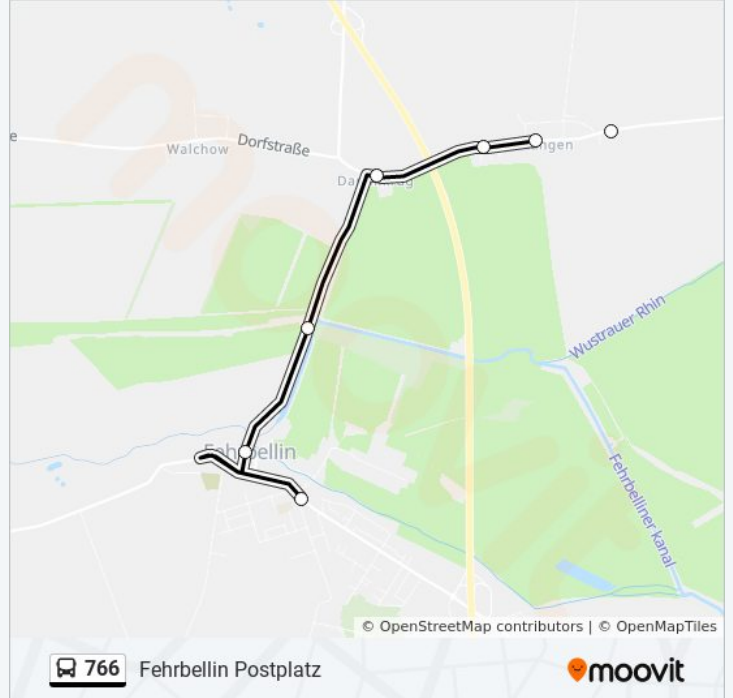 e
Walchow
Dorfstraße
Wustrauer Rhin
Fehrbellin
Fehrbelliner kanal
© OpenStreetMap contributors | © OpenMapTiles
766 Fehrbellin Postplatz
moovit